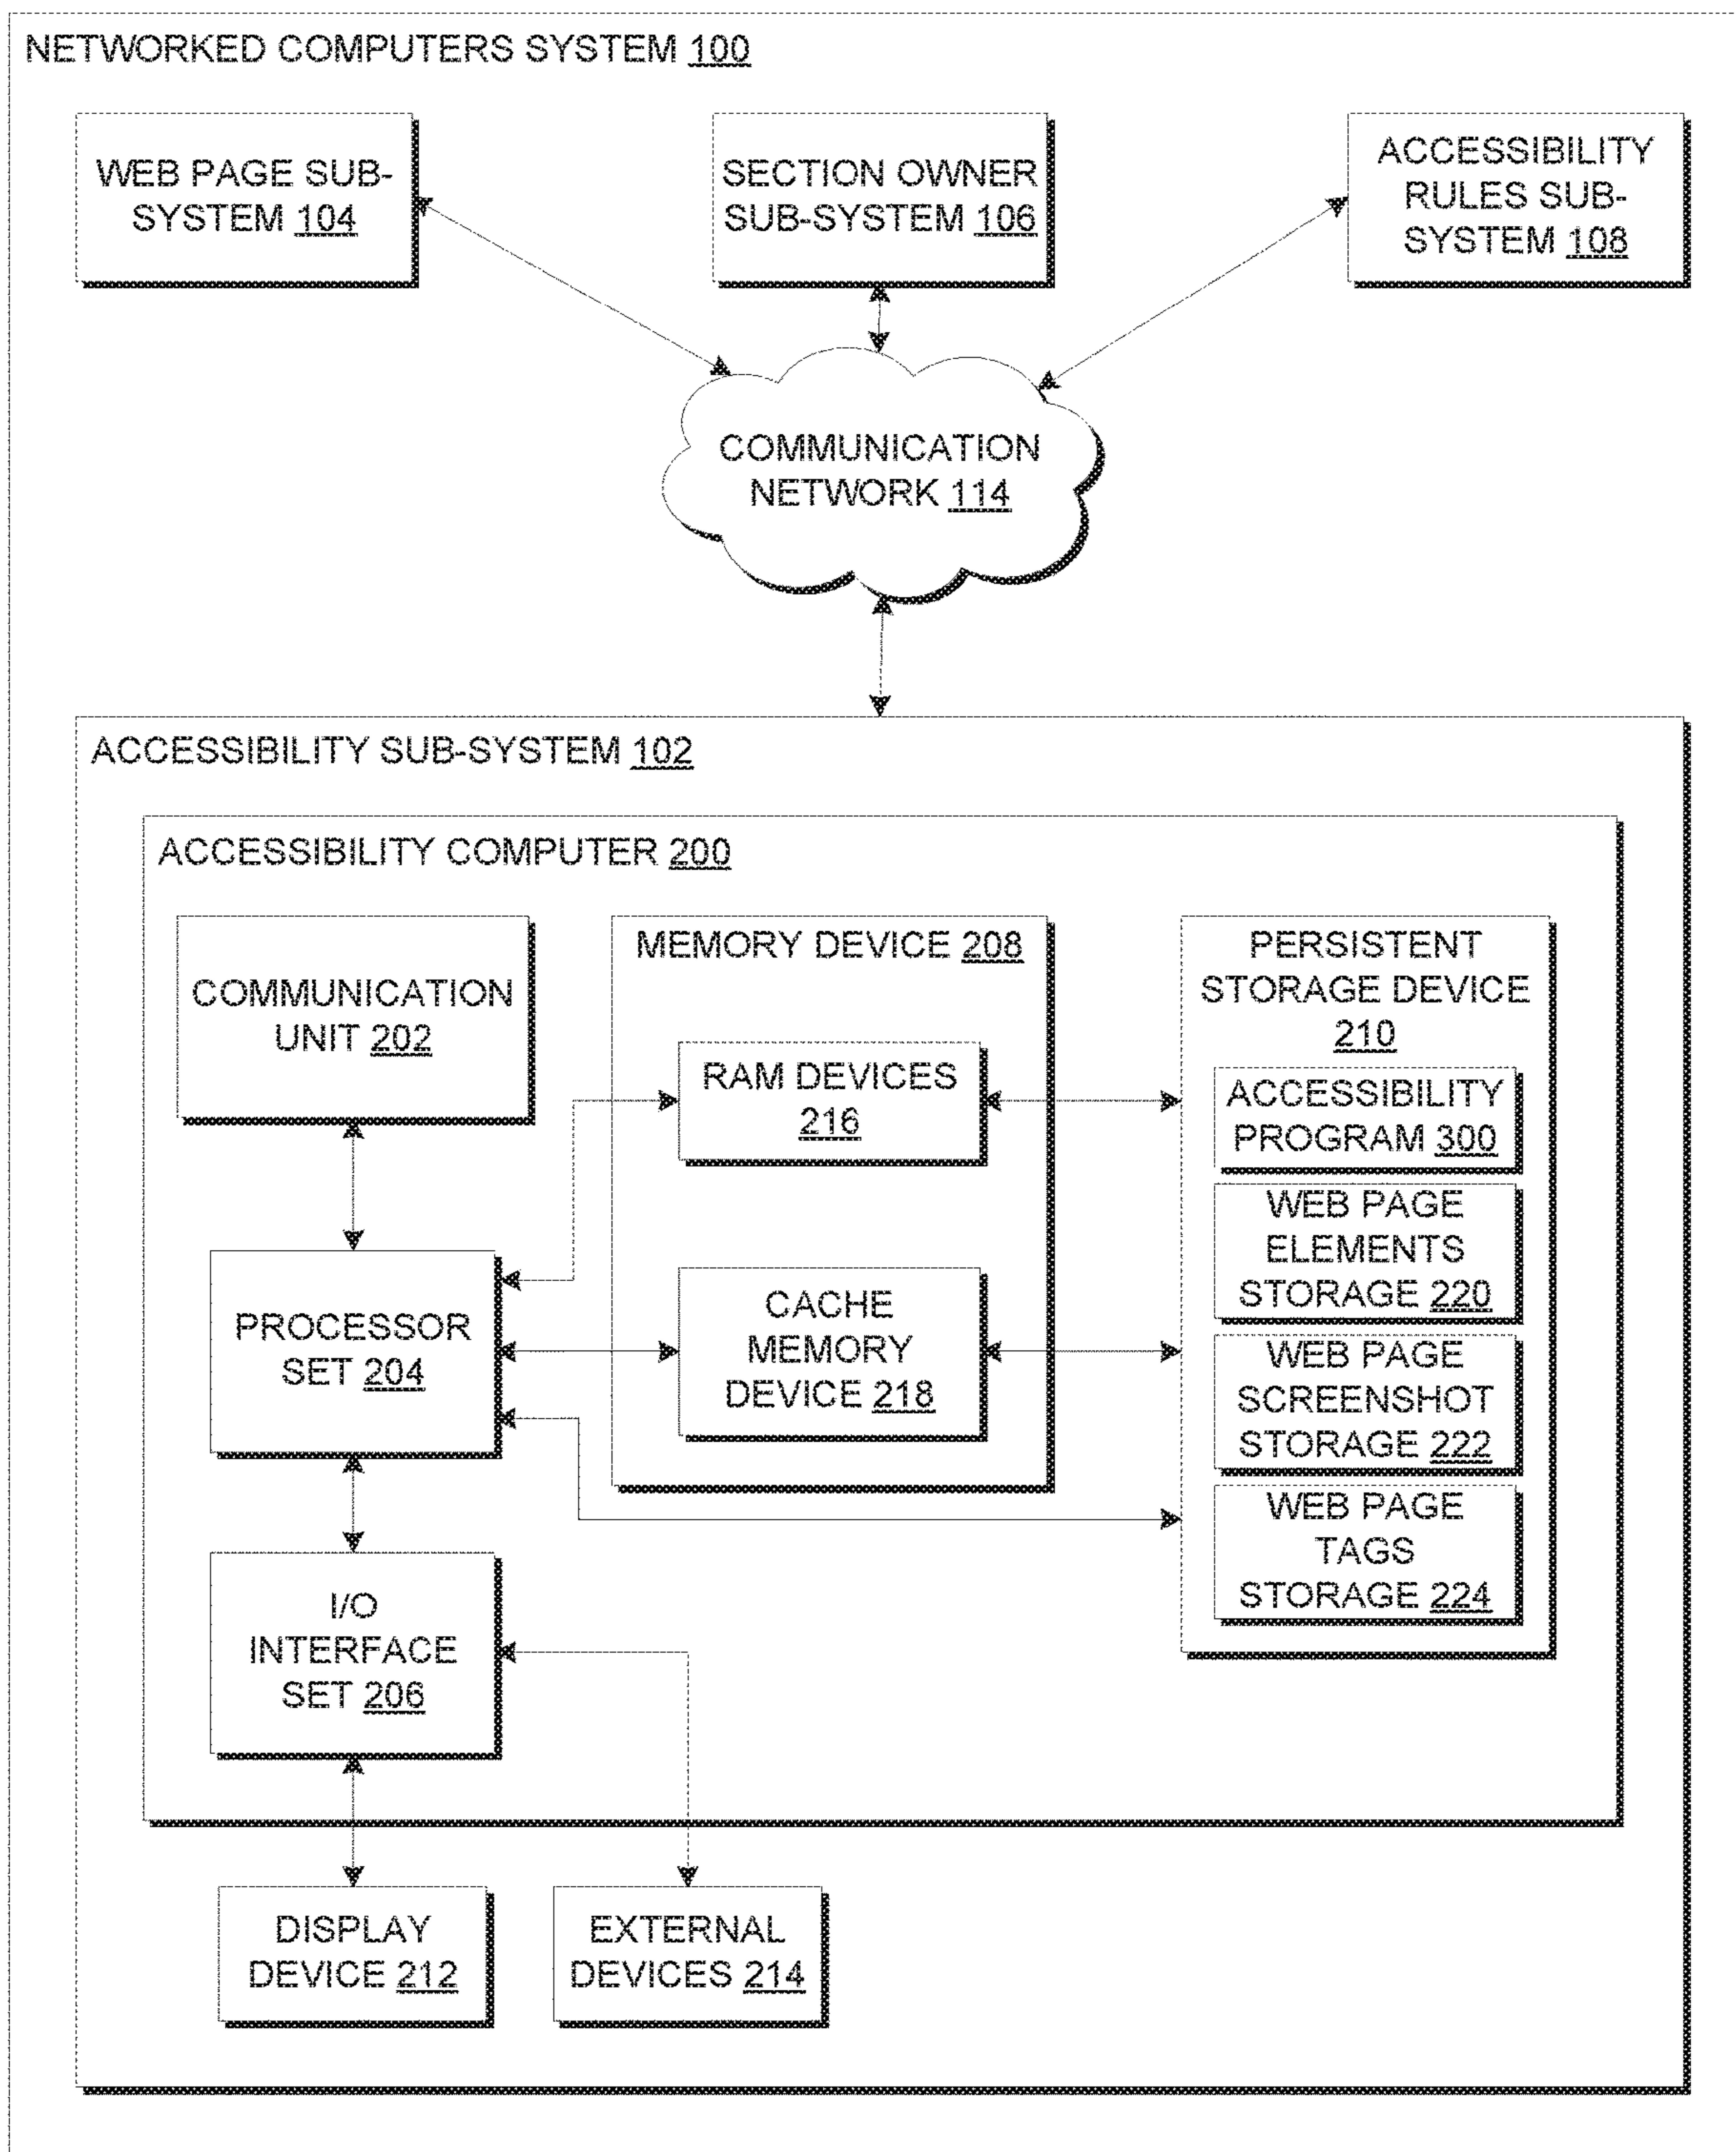 NETWORKED COMPUTERS SYSTEM 100
WEB PAGE SUB-
SYSTEM 104
SECTION OWNER
SUB-SYSTEM 106
ACCESSIBILITY
RULES SUB-
SYSTEM 108
COMMUNICATION
NETWORK 114
ACCESSIBILITY SUB-SYSTEM 102
ACCESSIBILITY COMPUTER 200
COMMUNICATION
UNIT 202
PROCESSOR
SET 204
I/O
INTERFACE
SET 206
MEMORY DEVICE 208
RAM DEVICES
216
CACHE
MEMORY
DEVICE 218
PERSISTENT
STORAGE DEVICE
210
ACCESSIBILITY
PROGRAM 300
WEB PAGE
ELEMENTS
STORAGE 220
WEB PAGE
SCREENSHOT
STORAGE 222
WEB PAGE
TAGS
STORAGE 224
DISPLAY
DEVICE 212
EXTERNAL
DEVICES 214